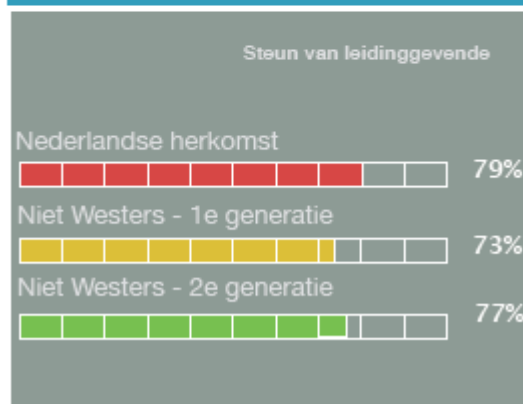 Steun van leidinggevende
Nederlandse herkomst
79%
Niet Westers - 1e generatie
73%
Niet Westers - 2e generatie
77%